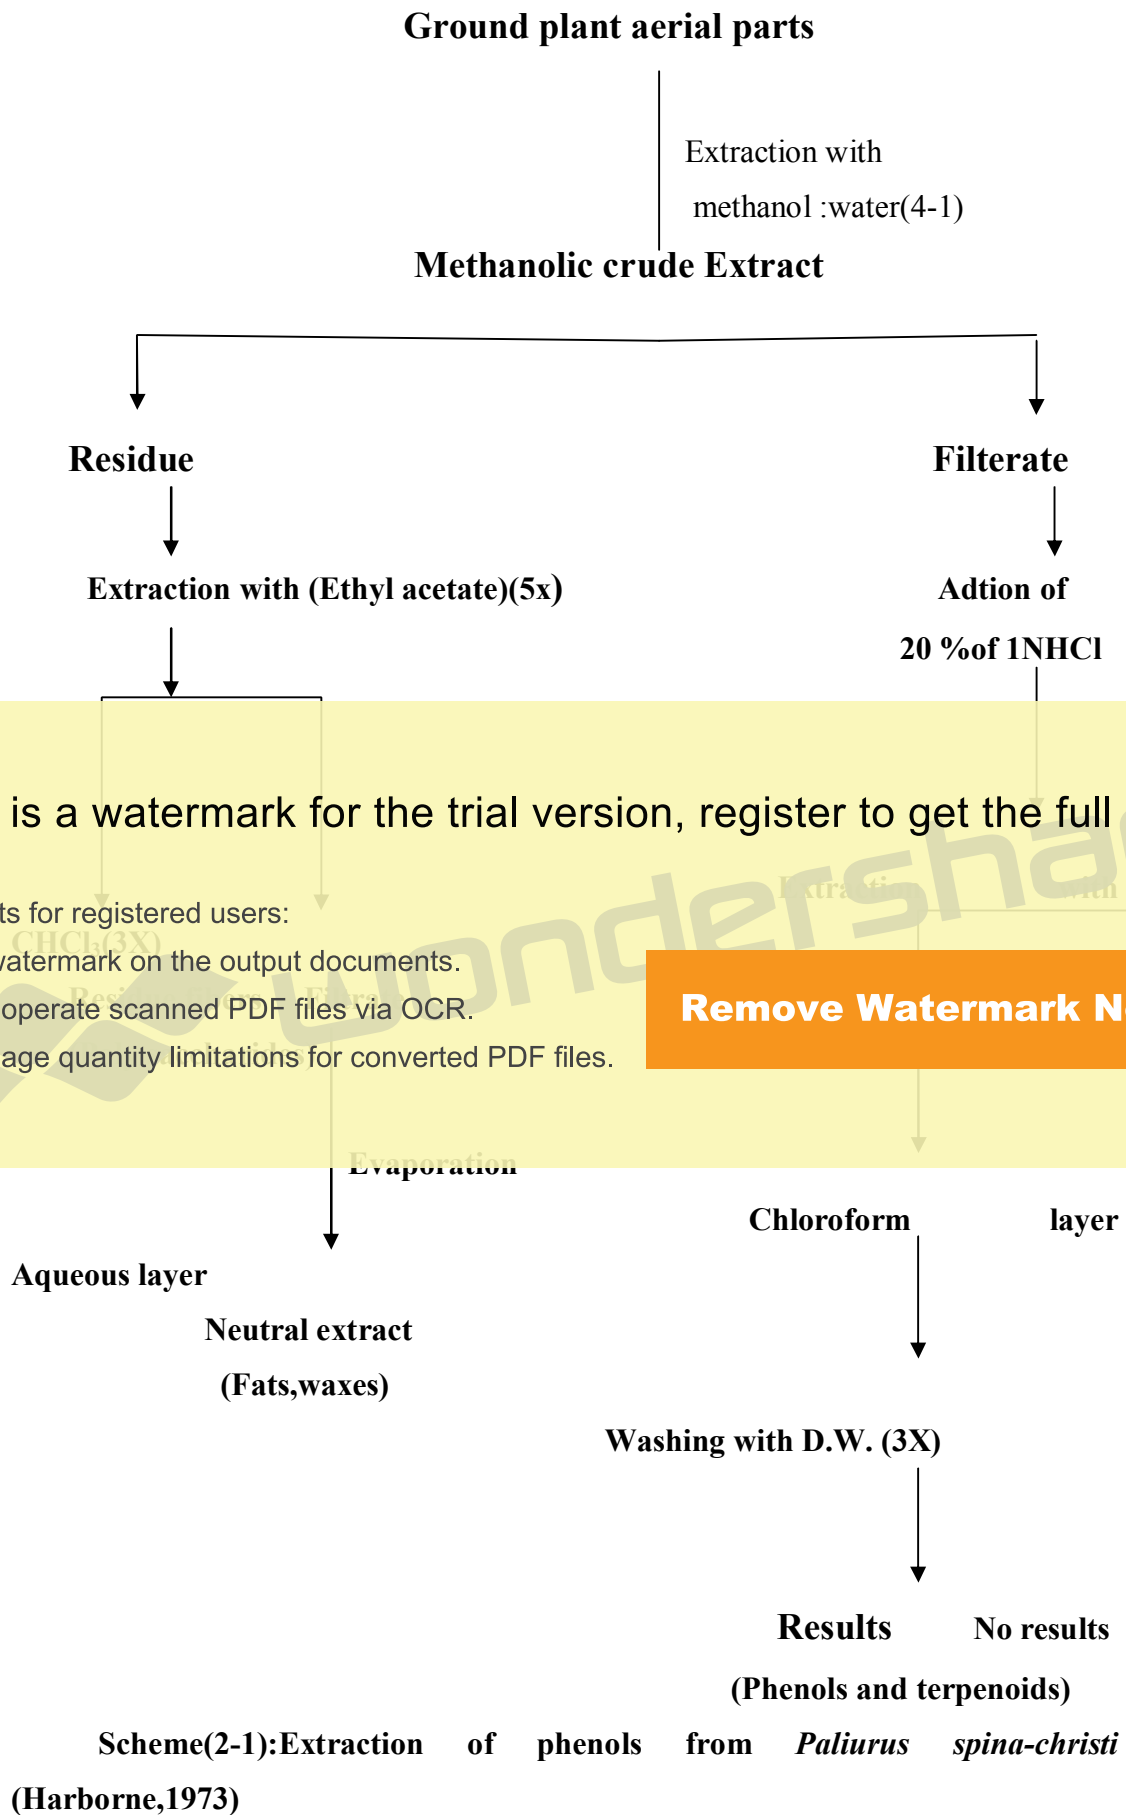 Ground plant aerial parts
Extraction with
methanol :water(4-1)
Methanolic crude Extract
Residue
Filterate
Extraction with (Ethyl acetate)(5x)
Adtion of
20 %of 1NHCl
is a watermark for the trial version, register to get the full
Extraction with
ts for registered users:
CHCl₃(3X)
watermark on the output documents.
operate scanned PDF files via OCR.
Remove Watermark N
age quantity limitations for converted PDF files.
wondersha
Evaporation
Chloroform layer
Aqueous layer
Neutral extract
(Fats,waxes)
Washing with D.W. (3X)
Results No results
(Phenols and terpenoids)
Scheme(2-1):Extraction of phenols from Paliurus spina-christi
(Harborne,1973)